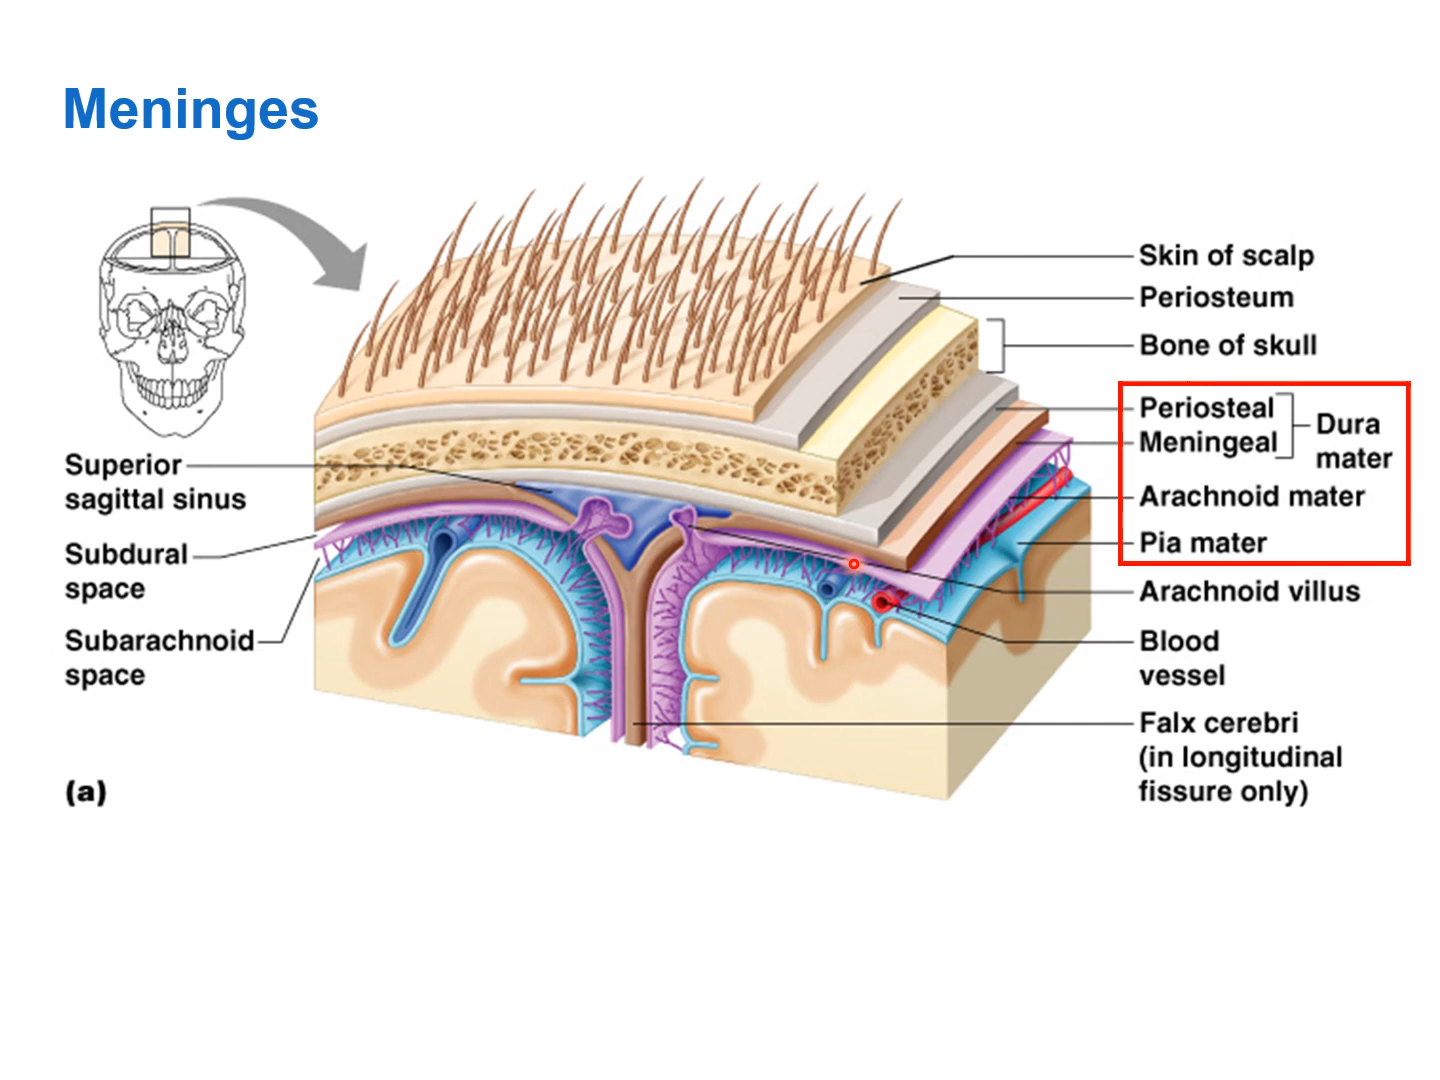 Meninges
Skin of scalp
Periosteum
Bone of skull
Periosteal
Meningeal
Dura
mater
Arachnoid mater
Pia mater
Arachnoid villus
Blood
vessel
Falx cerebri
(in longitudinal
fissure only)
Superior
sagittal sinus
Subdural
space
Subarachnoid
space
(a)